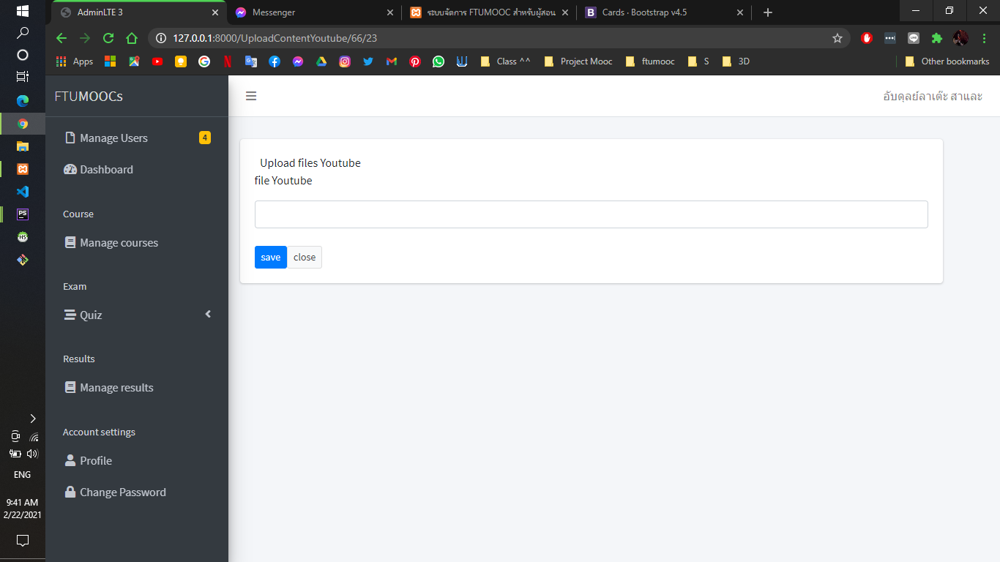 AdminLTE 3
Messenger
ระบบจัดการ FTUMOOC สำหรับผู้สอน
Cards · Bootstrap v4.5
127.0.0.1:8000/UploadContentYoutube/66/23
Apps
Class ^^
Project Mooc
ftumooc
S
3D
Other bookmarks
FTUMOOCs
อับดุลย์ลาเต๊ะ สาและ
Manage Users
4
Dashboard
Course
Manage courses
Exam
Quiz
Results
Manage results
Account settings
Profile
Change Password
Upload files Youtube
file Youtube
save
close
ENG
9:41 AM
2/22/2021